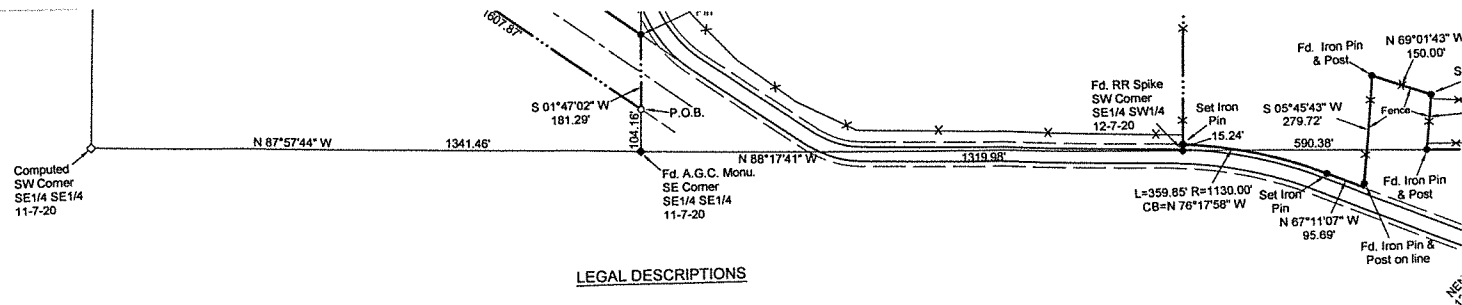 1607.87'
Pin
S 01°47'02" W
181.29'
P.O.B.
104.16'
N 87°57'44" W
1341.46'
Computed
SW Corner
SE1/4 SE1/4
11-7-20
Fd. A.G.C. Monu.
SE Corner
SE1/4 SE1/4
11-7-20
N 88°17'41" W
1319.98'
Fd. RR Spike
SW Corner
SE1/4 SW1/4
12-7-20
Set Iron
Pin
15.24'
L=359.85' R=1130.00'
CB=N 76°17'58" W
Fd. Iron Pin
& Post
N 69°01'43" W
150.00'
S
S 05°45'43" W
279.72'
Fence
590.38'
Set Iron
Pin
N 67°11'07" W
95.69'
Fd. Iron Pin
& Post
Fd. Iron Pin &
Post on line
LEGAL DESCRIPTIONS